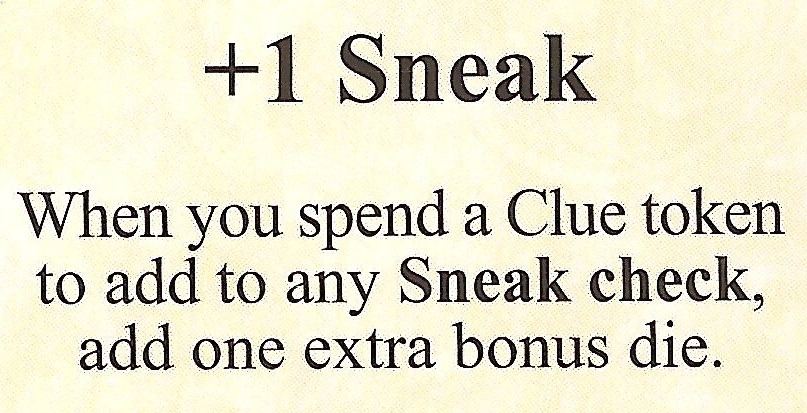 +1 Sneak
When you spend a Clue token
to add to any Sneak check,
add one extra bonus die.